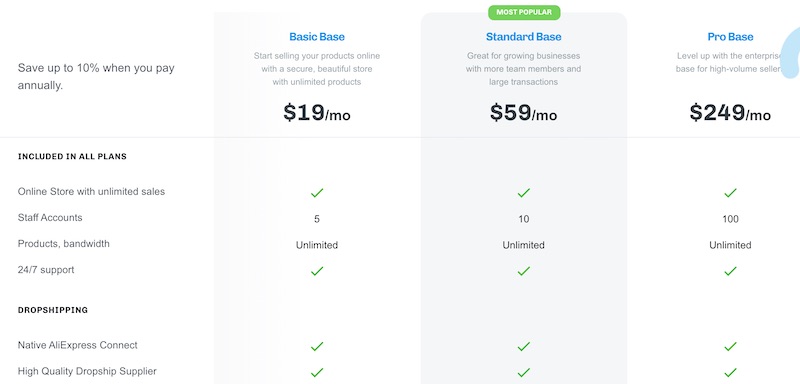 MOST POPULAR
Basic Base
Standard Base
Pro Base
Save up to 10% when you pay
annually.
Start selling your products online
with a secure, beautiful store
with unlimited products
Great for growing businesses
with more team members and
large transactions
Level up with the enterprise
base for high-volume seller
$19/mo
$59/mo
$249/mo
INCLUDED IN ALL PLANS
Online Store with unlimited sales
Staff Accounts 5 10 100
Products, bandwidth Unlimited Unlimited Unlimited
24/7 support
DROPSHIPPING
Native AliExpress Connect
High Quality Dropship Supplier